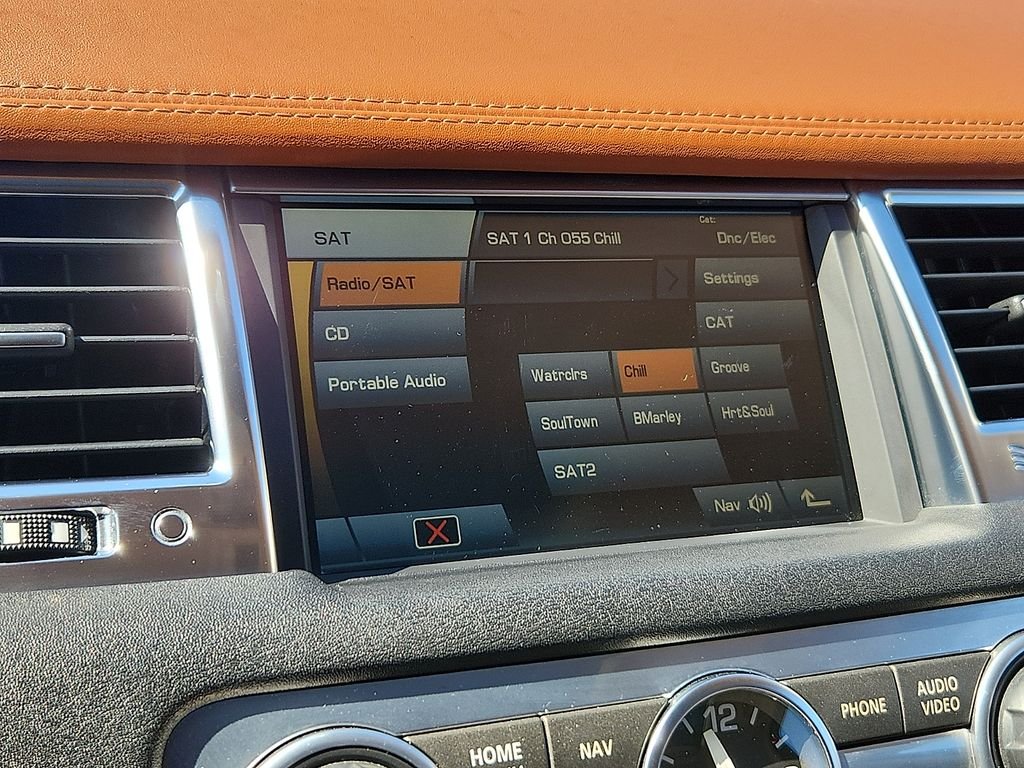 Cat:
SAT
SAT 1 Ch 055 Chill
Dnc/Elec
Radio/SAT
Settings
CD
CAT
Portable Audio
Watrclrs
Chill
Groove
SoulTown
BMarley
Hrt&Soul
SAT2
Nav
12
HOME
NAV
PHONE
AUDIO
VIDEO